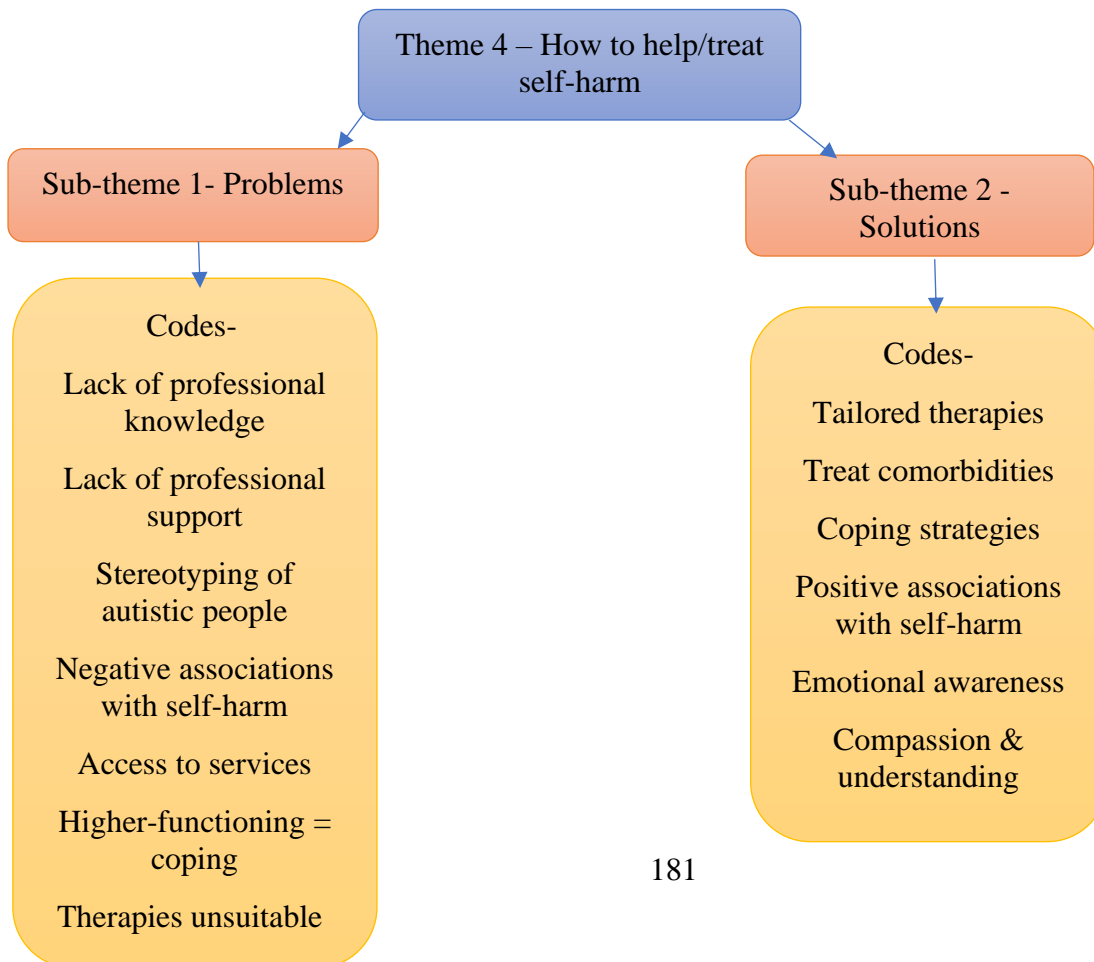 Theme 4 – How to help/treat
self-harm
Sub-theme 1- Problems
Codes-
Lack of professional
knowledge
Lack of professional
support
Stereotyping of
autistic people
Negative associations
with self-harm
Access to services
Higher-functioning =
coping
Therapies unsuitable
Sub-theme 2 -
Solutions
Codes-
Tailored therapies
Treat comorbidities
Coping strategies
Positive associations
with self-harm
Emotional awareness
Compassion &
understanding
181